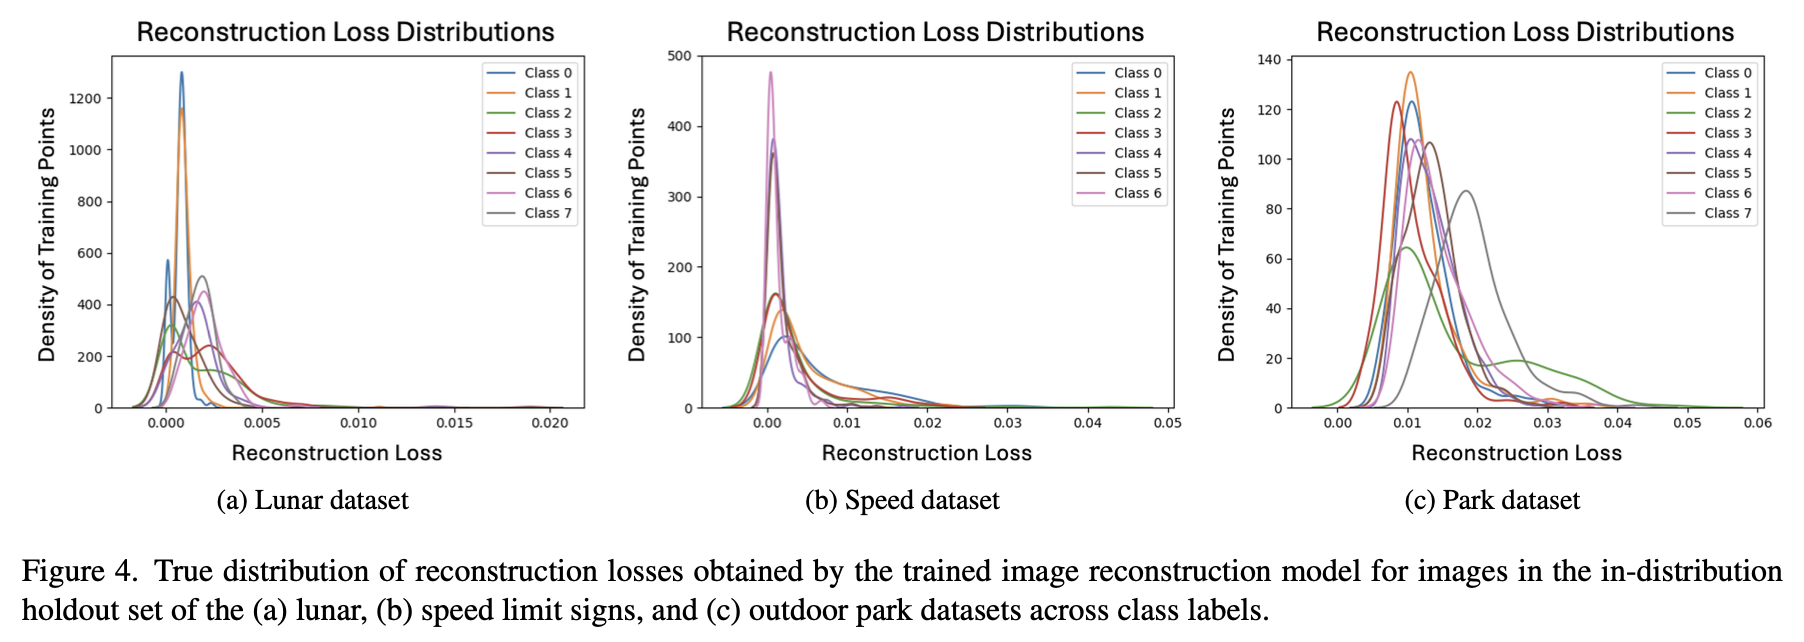 Reconstruction Loss Distributions
Density of Training Points
1200
1000
800
600
400
200
0
0.000 0.005 0.010 0.015 0.020
Reconstruction Loss
Class 0
Class 1
Class 2
Class 3
Class 4
Class 5
Class 6
Class 7
(a) Lunar dataset
Reconstruction Loss Distributions
Density of Training Points
500
400
300
200
100
0
0.00 0.01 0.02 0.03 0.04 0.05
Reconstruction Loss
Class 0
Class 1
Class 2
Class 3
Class 4
Class 5
Class 6
(b) Speed dataset
Reconstruction Loss Distributions
Density of Training Points
140
120
100
80
60
40
20
0
0.00 0.01 0.02 0.03 0.04 0.05 0.06
Reconstruction Loss
Class 0
Class 1
Class 2
Class 3
Class 4
Class 5
Class 6
Class 7
(c) Park dataset
Figure 4. True distribution of reconstruction losses obtained by the trained image reconstruction model for images in the in-distribution
holdout set of the (a) lunar, (b) speed limit signs, and (c) outdoor park datasets across class labels.